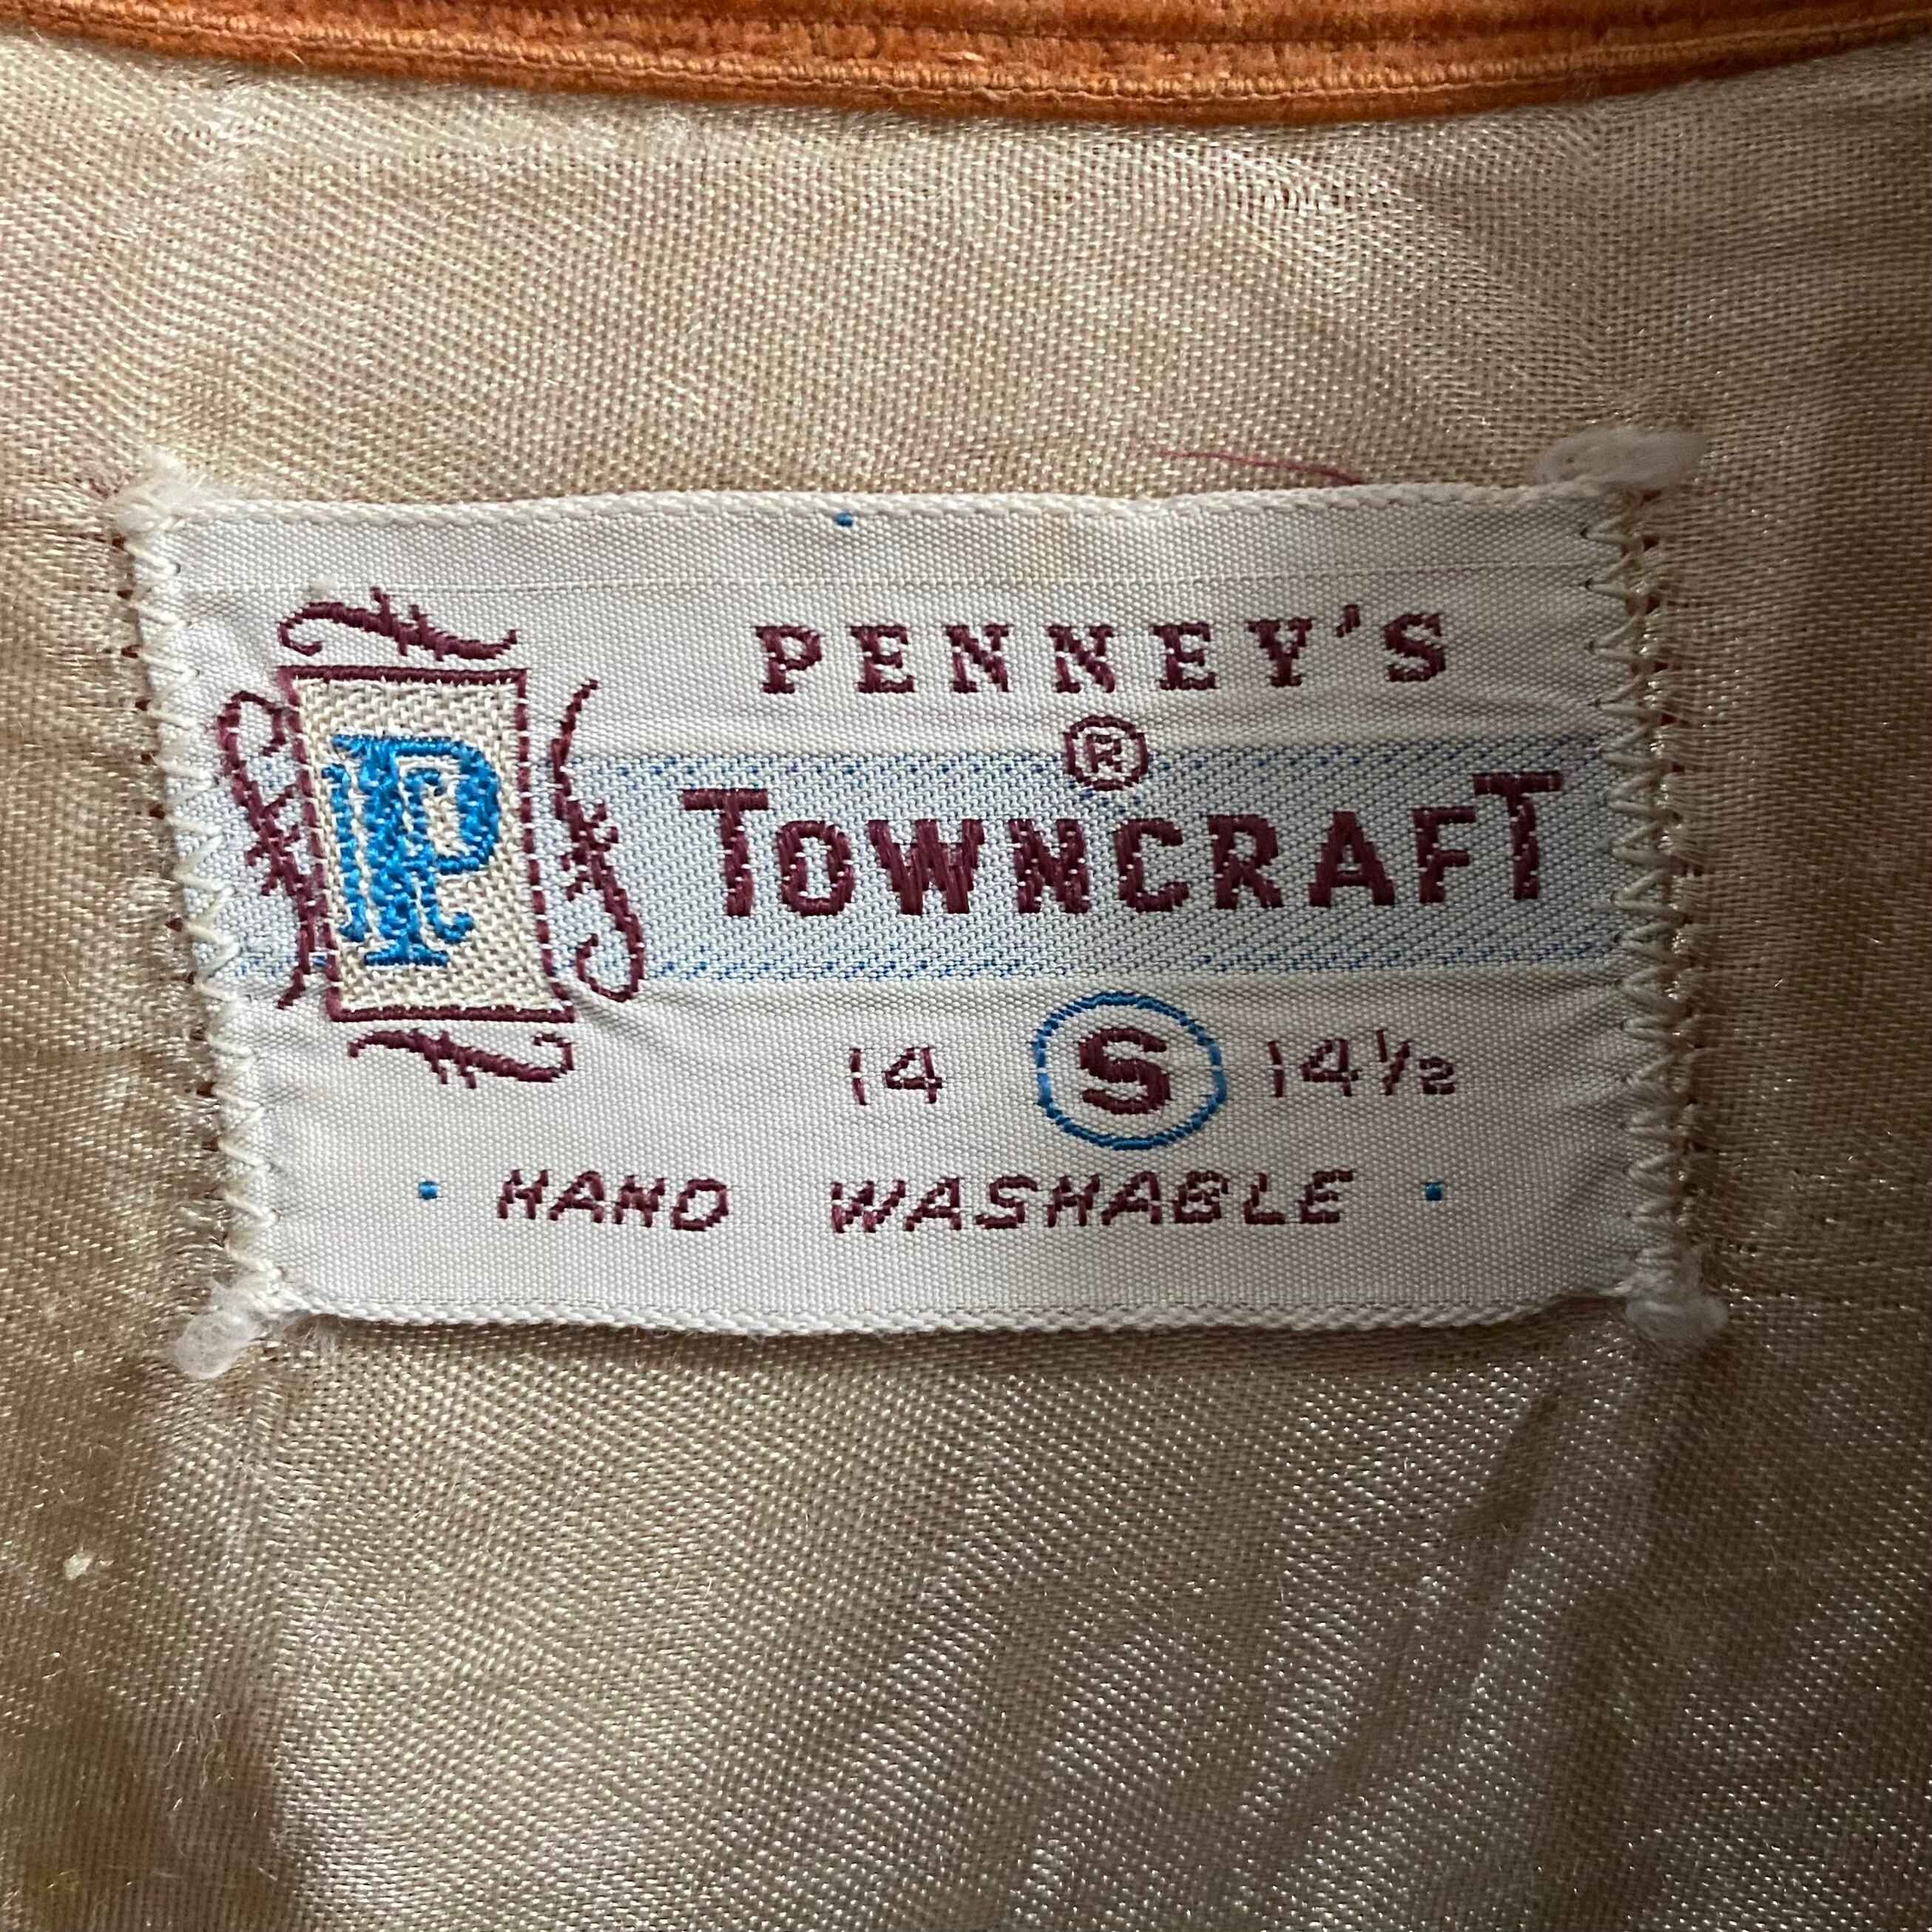 PENNEY'S
®
TOWNCRAFT
14 S 14½
· HAND WASHABLE ·